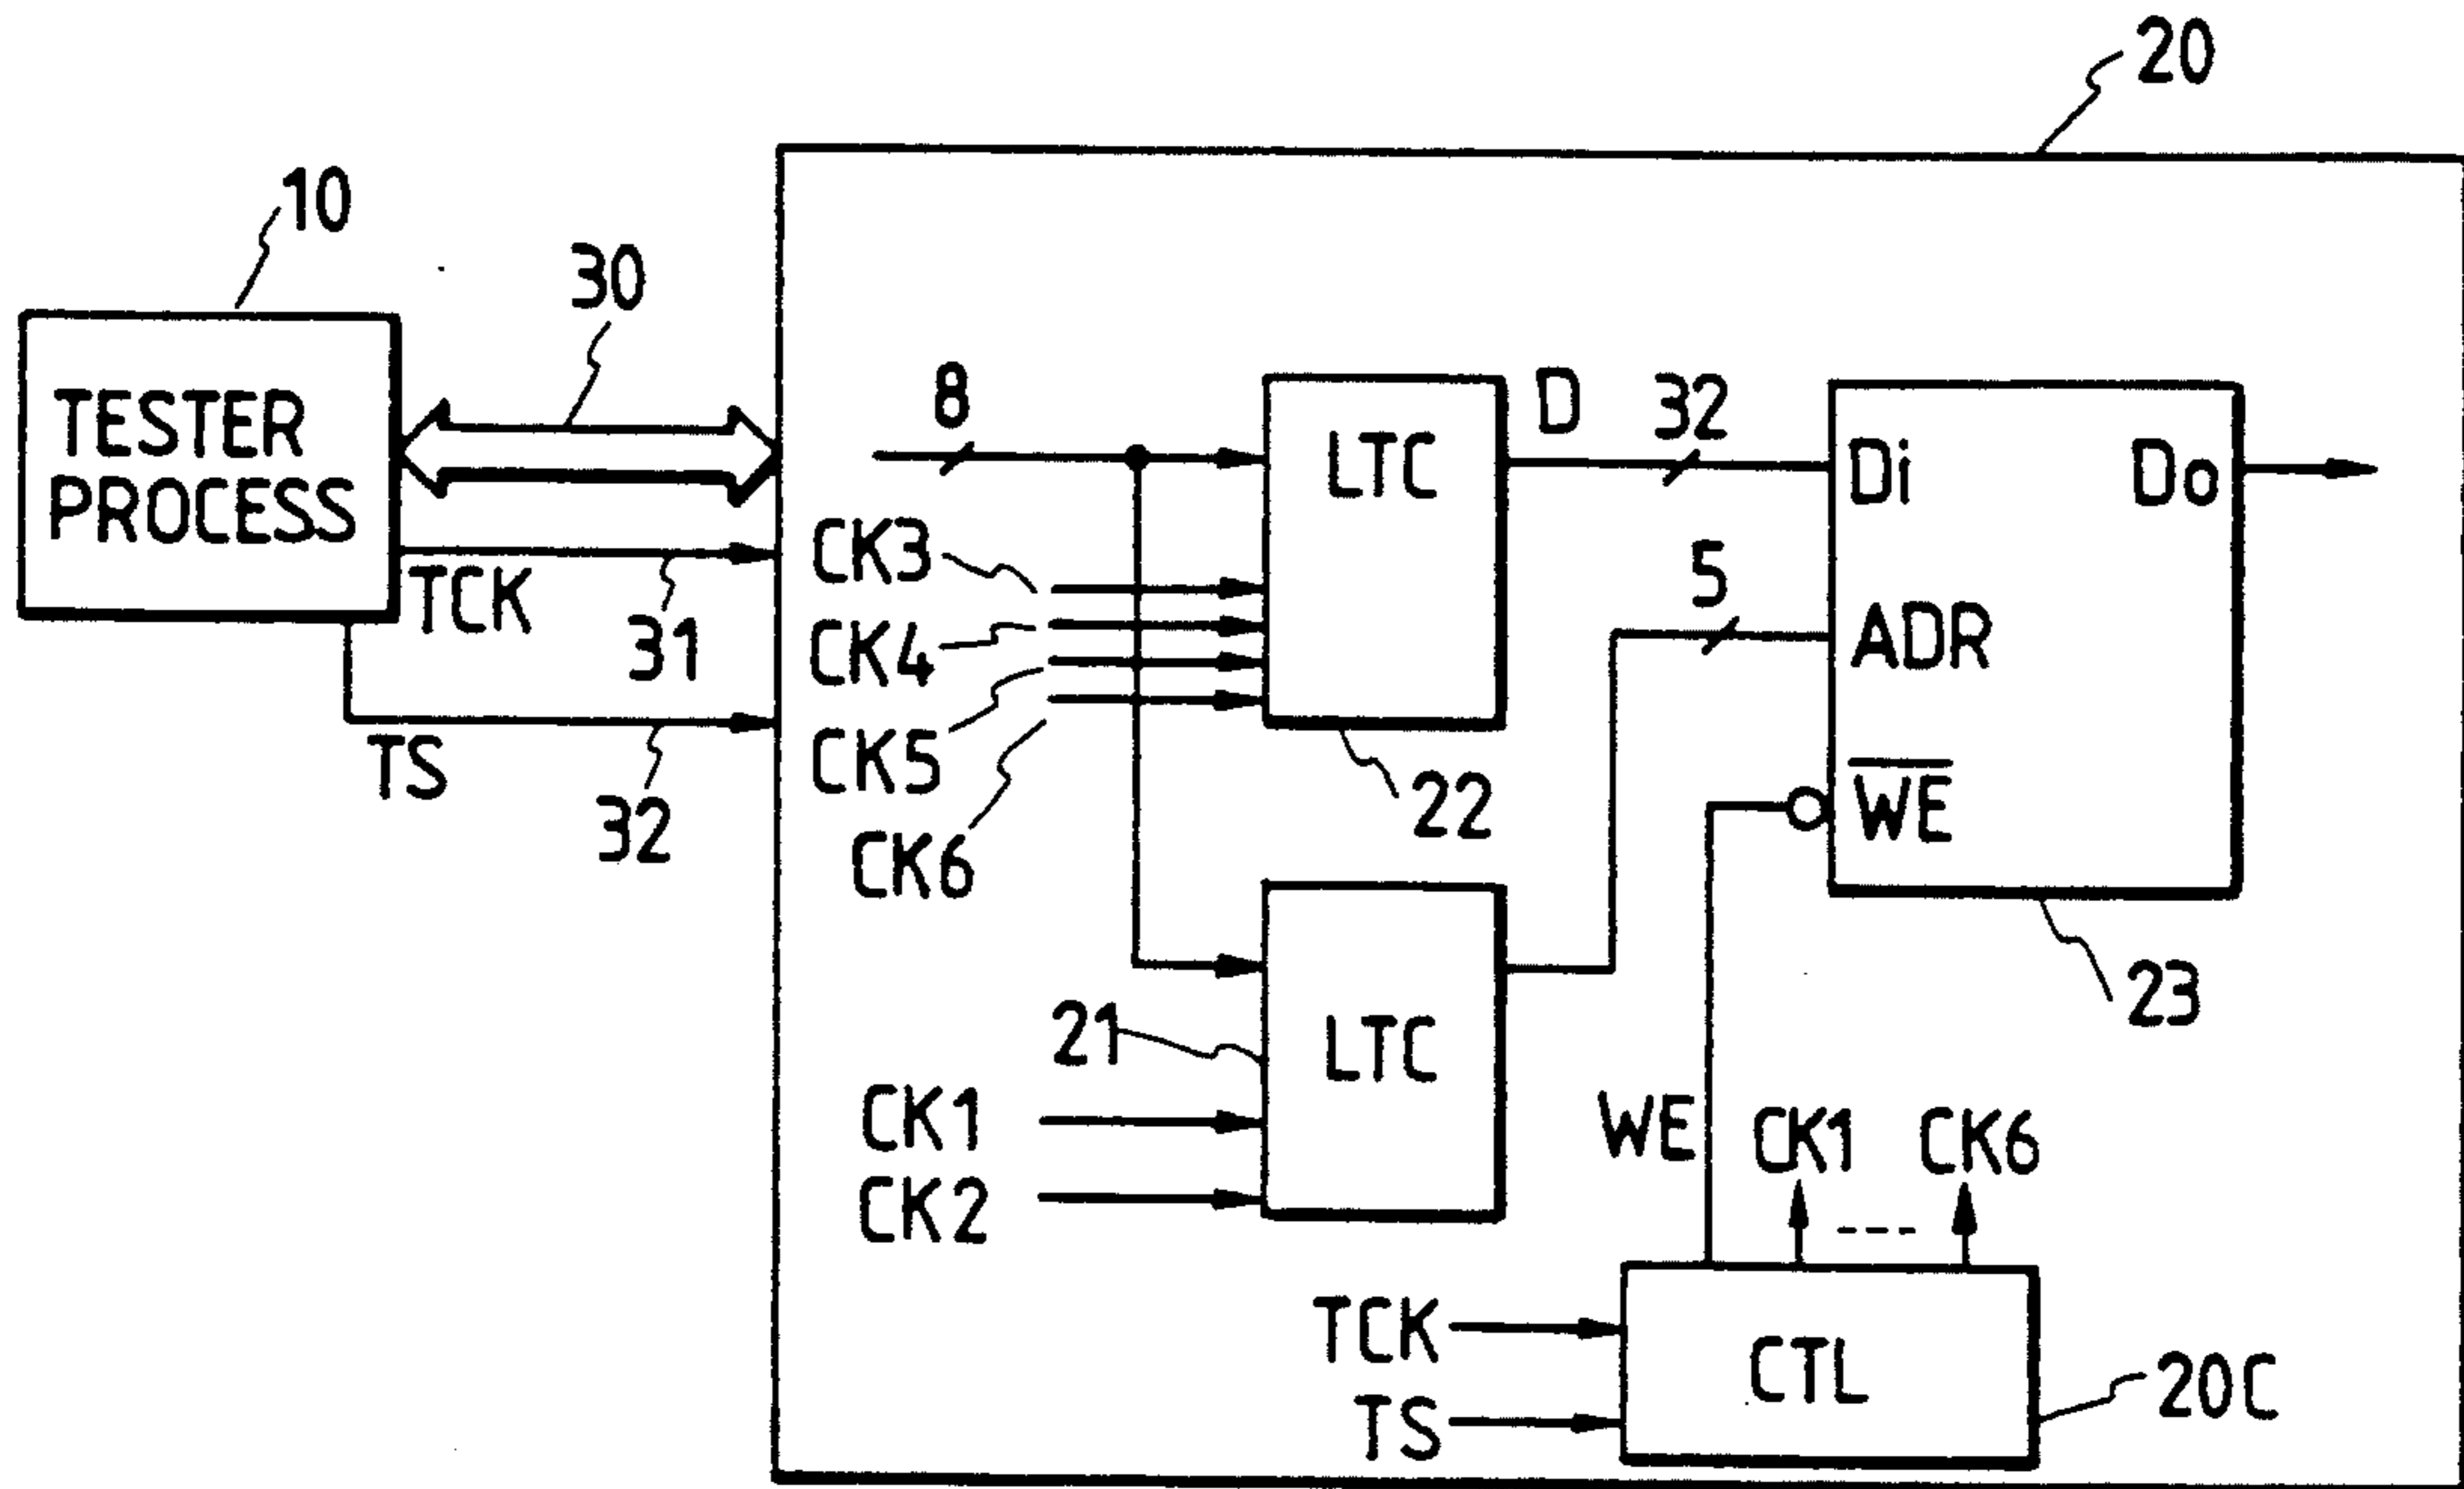 20
10
30
TESTER
PROCESS
TCK
31
TS
32
8
LTC
D
32
Di
Do
CK3
CK4
CK5
CK6
5
ADR
WE
22
23
21
LTC
CK1
CK2
WE
CK1
CK6
TCK
TS
CTL
20C